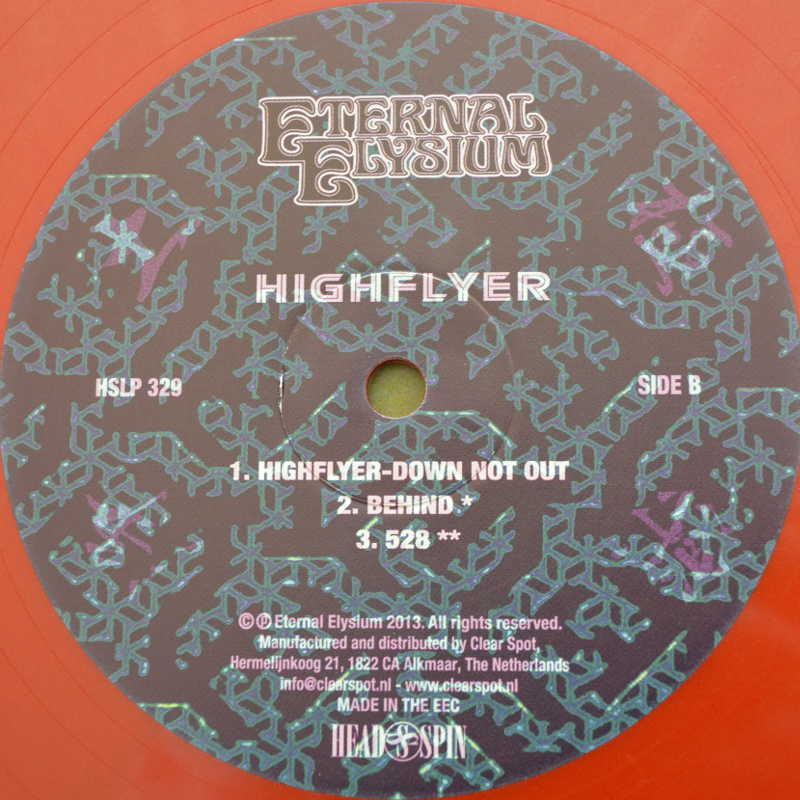 ETERNAL
ELYSIUM
HIGHFLYER
HSLP 329
SIDE B
1. HIGHFLYER-DOWN NOT OUT
2. BEHIND *
3. 528 **
© ℗ Eternal Elysium 2013. All rights reserved.
Manufactured and distributed by Clear Spot,
Hermelijnkoog 21, 1822 CA Alkmaar, The Netherlands
info@clearspot.nl - www.clearspot.nl
MADE IN THE EEC
HEAD S SPIN